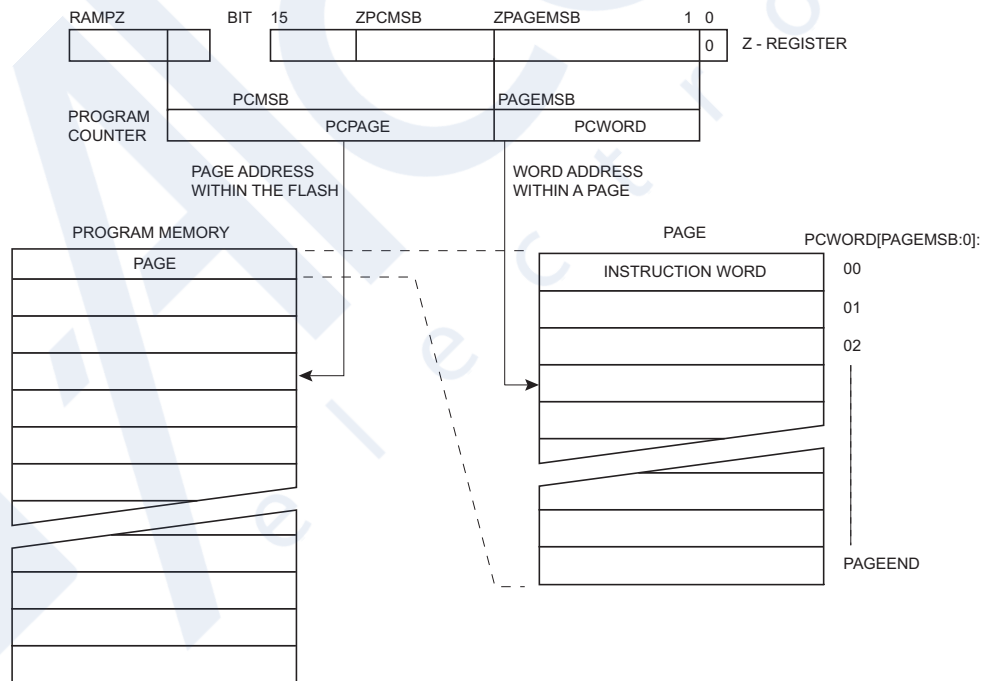 RAMPZ BIT 15 ZPCMSB ZPAGEMSB 1 0
0 Z - REGISTER
PCMSB PAGEMSB
PROGRAM
COUNTER
PCPAGE PCWORD
PAGE ADDRESS
WITHIN THE FLASH
WORD ADDRESS
WITHIN A PAGE
PROGRAM MEMORY
PAGE
PAGE
PCWORD[PAGEMSB:0]:
INSTRUCTION WORD
00
01
02
PAGEEND